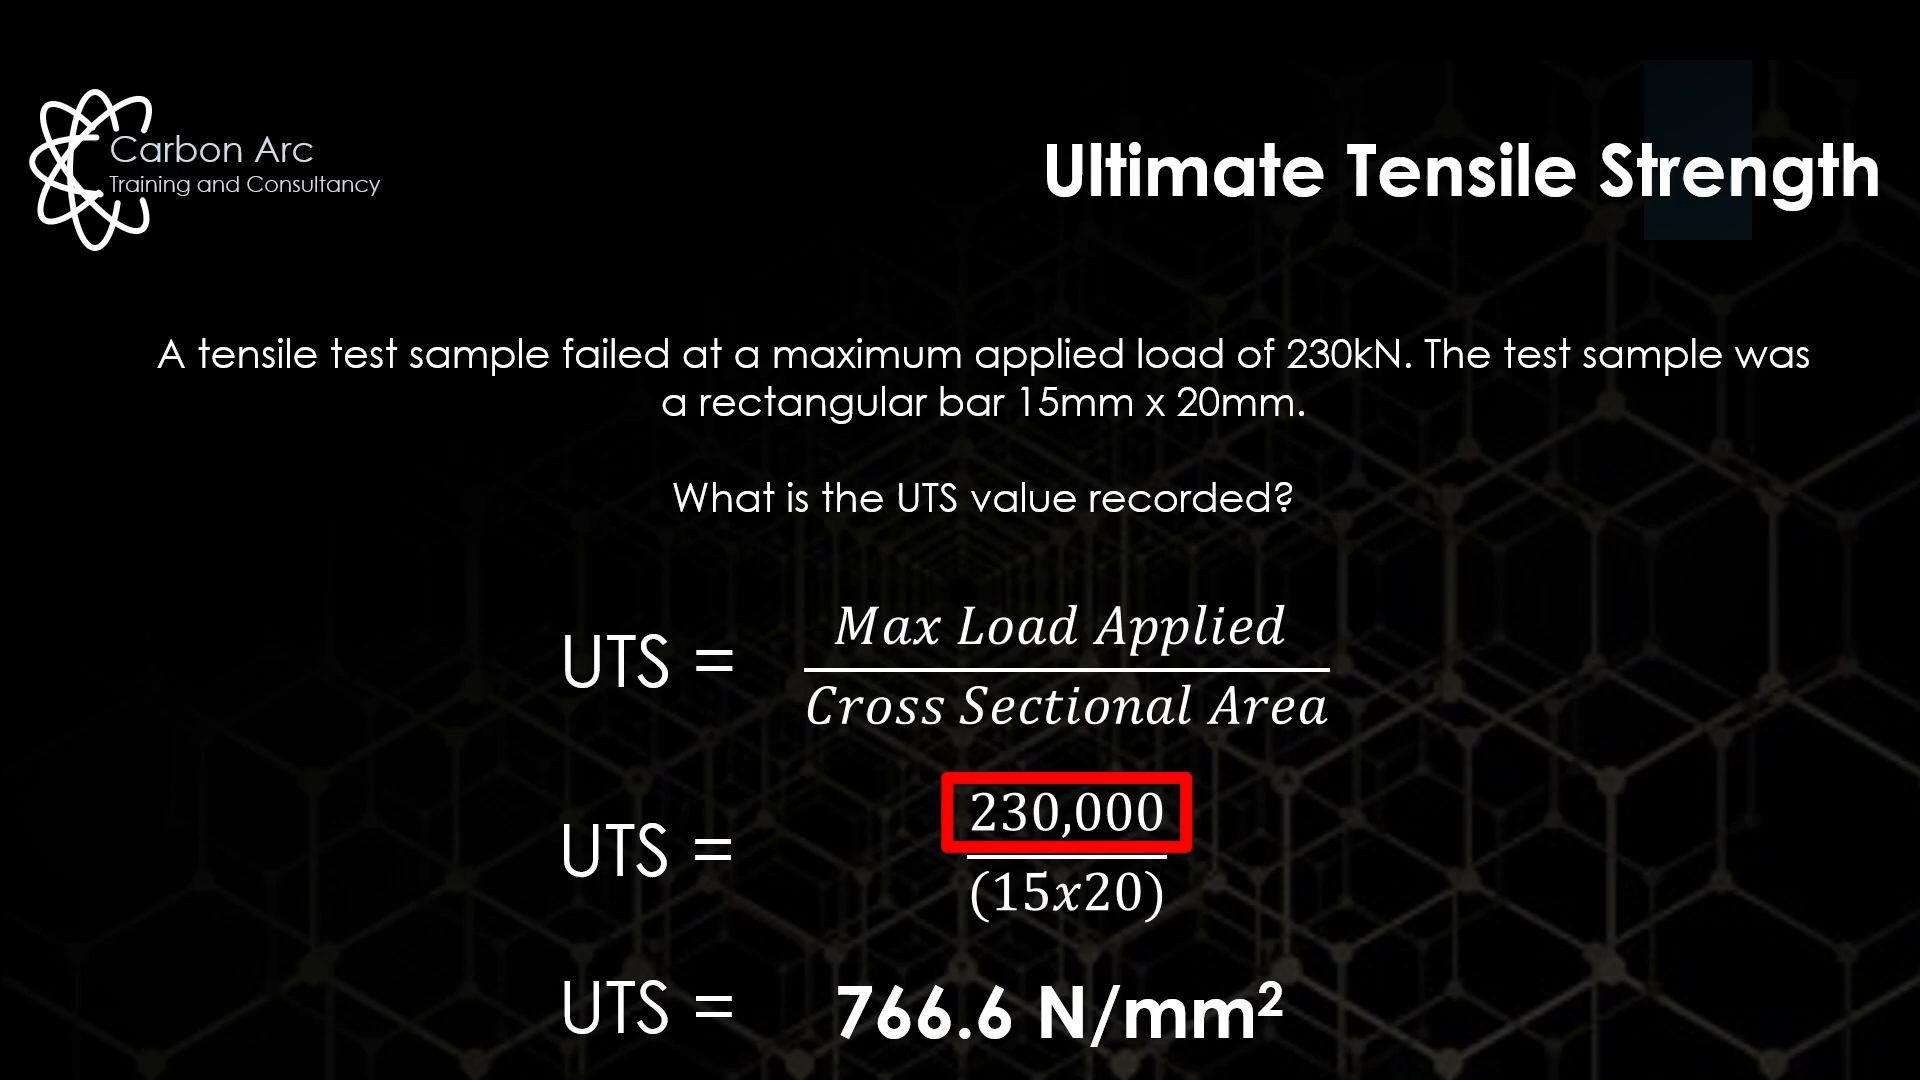 Carbon Arc
Training and Consultancy
Ultimate Tensile Strength
A tensile test sample failed at a maximum applied load of 230kN. The test sample was
a rectangular bar 15mm x 20mm.
What is the UTS value recorded?
UTS = Max Load Applied
Cross Sectional Area
UTS = 230,000
(15x20)
UTS = 766.6 N/mm²